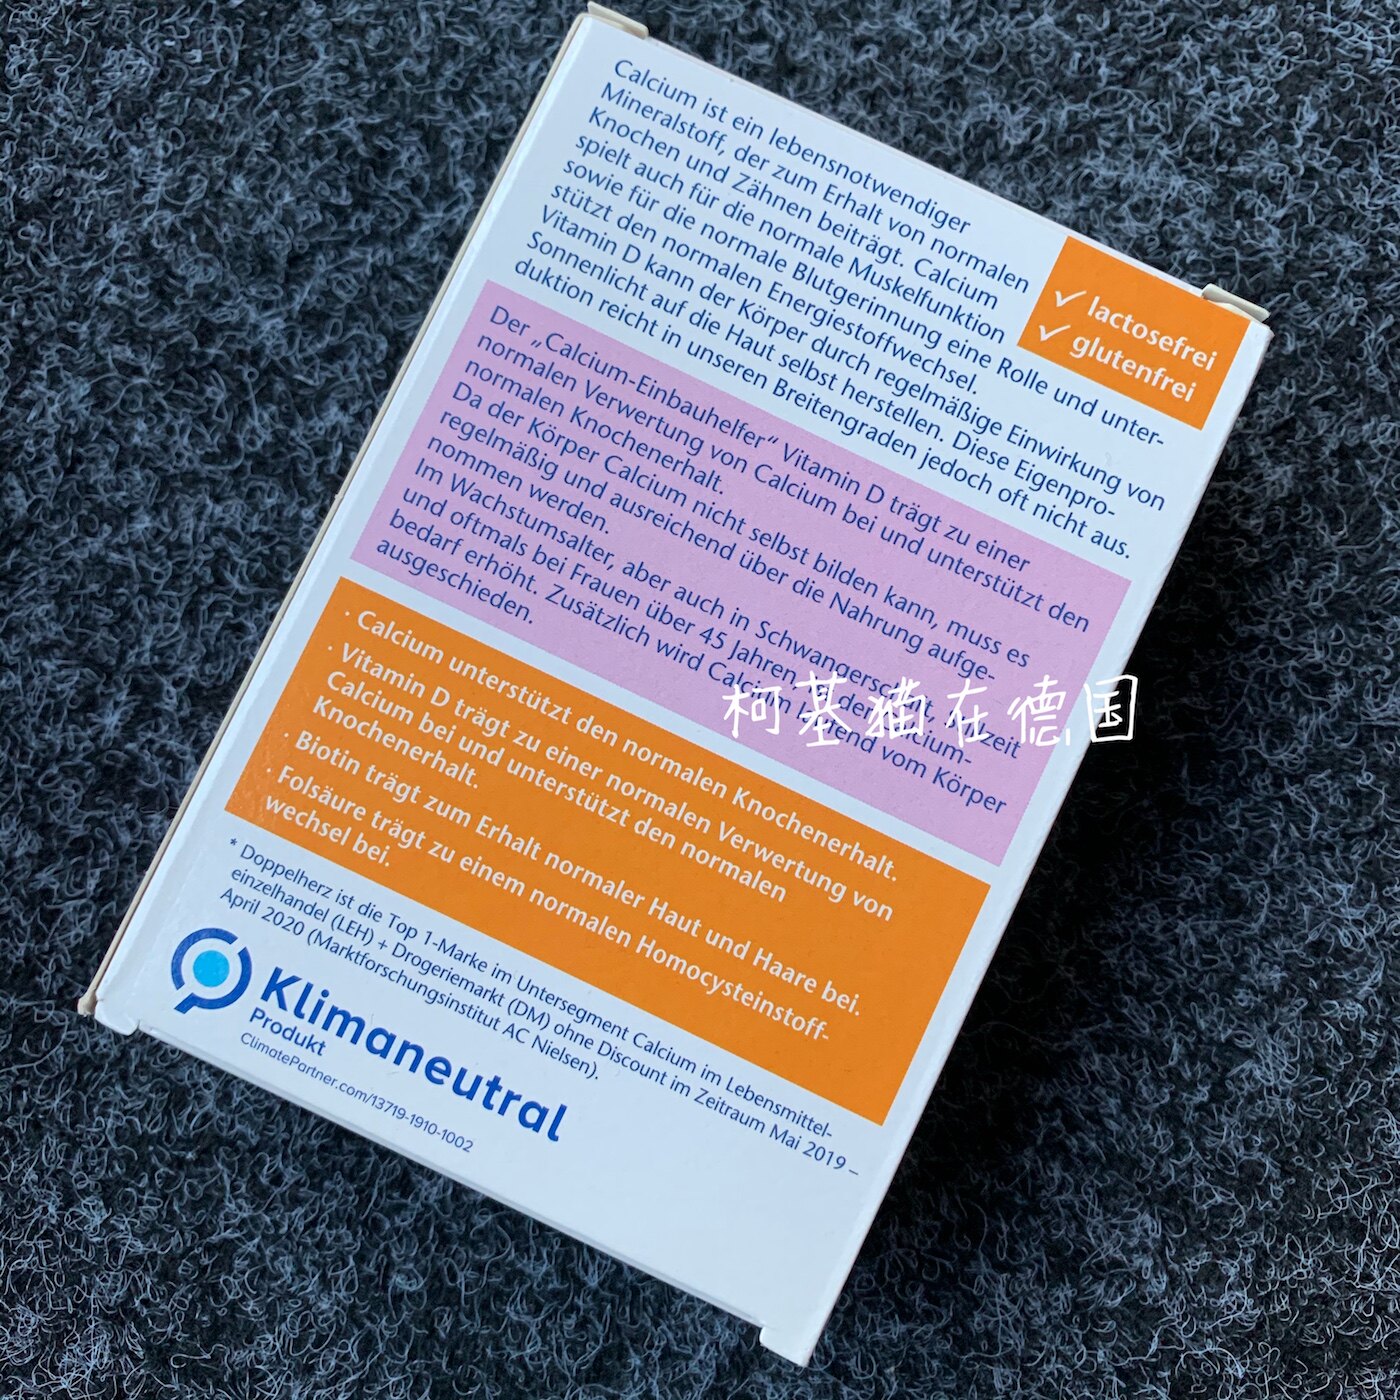 Calcium ist ein lebensnotwendiger
Mineralstoff, der zum Erhalt von normalen
Knochen und Zähnen beiträgt. Calcium
spielt auch für die normale Muskelfunktion
sowie für die normale Blutgerinnung eine Rolle und unter-
stützt den normalen Energiestoffwechsel.
Vitamin D kann der Körper durch regelmäßige Einwirkung von
Sonnenlicht auf die Haut selbst herstellen. Diese Eigenpro-
duktion reicht in unseren Breitengraden jedoch oft nicht aus.
✓ lactosefrei
✓ glutenfrei
Der „Calcium-Einbauhelfer“ Vitamin D trägt zu einer
normalen Verwertung von Calcium bei und unterstützt den
normalen Knochenerhalt.
Da der Körper Calcium nicht selbst bilden kann, muss es
regelmäßig und ausreichend über die Nahrung aufge-
nommen werden.
Im Wachstumsalter, aber auch in Schwangerschaft, Stillzeit
und oftmals bei Frauen über 45 Jahren, ist der Calcium-
bedarf erhöht. Zusätzlich wird Calcium laufend vom Körper
ausgeschieden.
柯基猫在德国
· Calcium unterstützt den normalen Knochenerhalt.
· Vitamin D trägt zu einer normalen Verwertung von
Calcium bei und unterstützt den normalen
Knochenerhalt.
· Biotin trägt zum Erhalt normaler Haut und Haare bei.
· Folsäure trägt zu einem normalen Homocysteinstoff-
wechsel bei.
* Doppelherz ist die Top 1-Marke im Untersegment Calcium im Lebensmittel-
einzelhandel (LEH) + Drogeriemarkt (DM) ohne Discount im Zeitraum Mai 2019 –
April 2020 (Marktforschungsinstitut AC Nielsen).
Klimaneutral
Produkt
ClimatePartner.com/13719-1910-1002